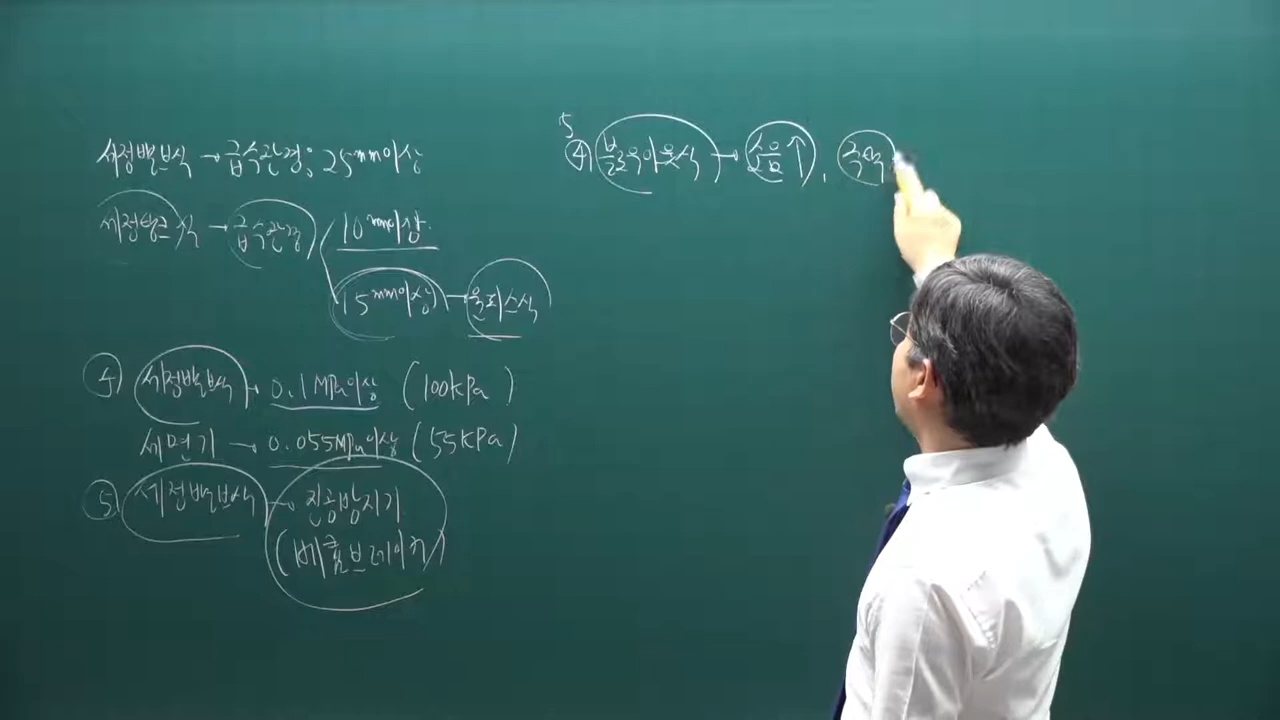 세정밸브식 → 급수관경: 25mm이상
세정탱크식 → 급수관경 10mm이상.
15mm이상 → 로우탱크식
④ 세정밸브식 → 0.1MPa이상 (100kPa)
세면기 → 0.055MPa이상 (55KPa)
⑤ 세정밸브식 → 진공방지기
(버큠브레이커)
5
④ 블로우아웃식 → 소음↑,